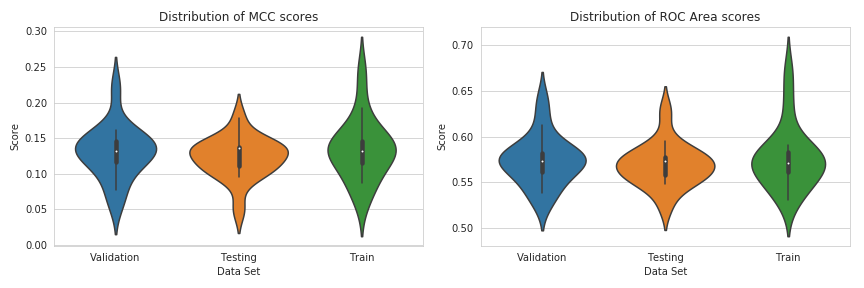 Distribution of MCC scores
0.30
0.25
0.20
0.15
0.10
0.05
0.00
Score
Validation Testing Train
Data Set
Distribution of ROC Area scores
0.70
0.65
0.60
0.55
0.50
Score
Validation Testing Train
Data Set